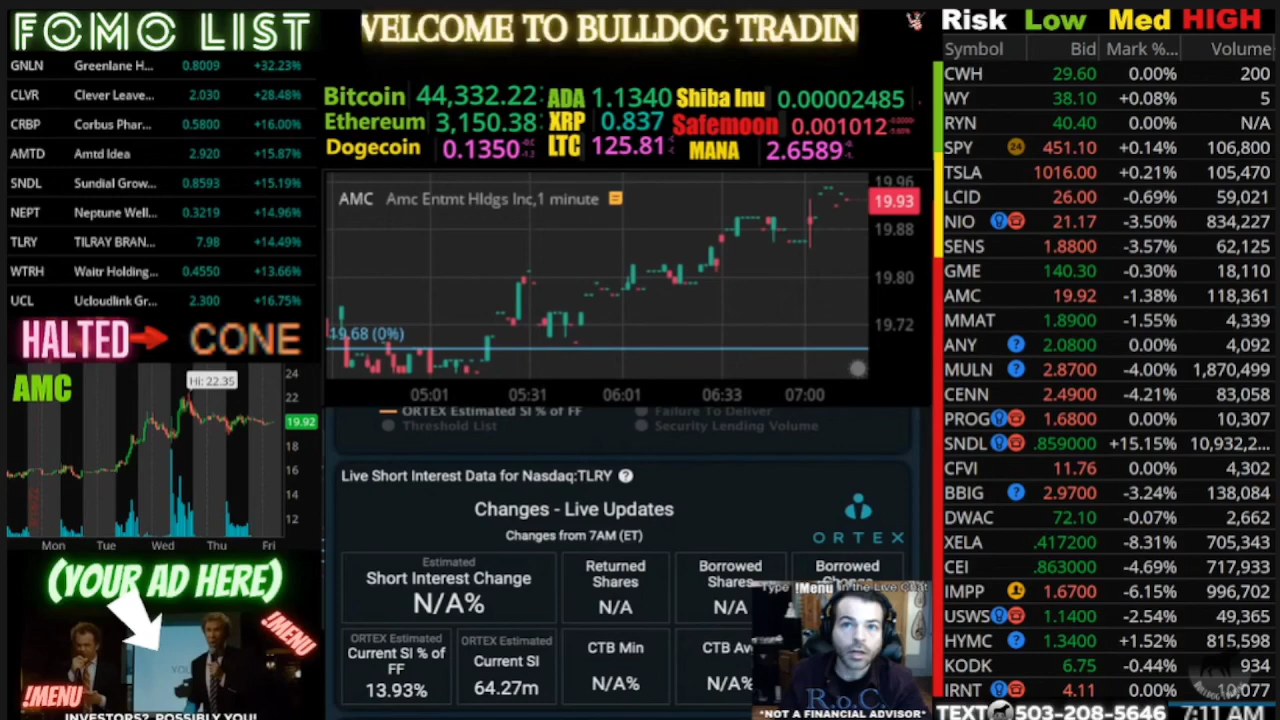 FOMO LIST
GNLN Greenlane H... 0.8009 +32.23%
CLVR Clever Leave... 2.030 +28.48%
CRBP Corbus Phar... 0.5800 +16.00%
AMTD Amtd Idea 2.920 +15.87%
SNDL Sundial Grow... 0.8593 +15.19%
NEPT Neptune Well... 0.3219 +14.96%
TLRY TILRAY BRAN... 7.98 +14.49%
WTRH Waitr Holding... 0.4550 +13.66%
UCL Ucloudlink Gr... 2.300 +16.75%
HALTED CONE
AMC
Hi: 22.35
24
22
19.92
18
16
14
12
Mon Tue Wed Thu Fri
(YOUR AD HERE)
!MENU
!MENU
INVESTORS? POSSIBLY YOU!
VELCOME TO BULLDOG TRADIN
Bitcoin 44,332.22 ADA 1.1340 Shiba Inu 0.00002485
Ethereum 3,150.38 XRP 0.837 Safemoon 0.001012
Dogecoin 0.1350 LTC 125.81 MANA 2.6589
AMC Amc Entmt Hldgs Inc,1 minute
19.96
19.93
19.88
19.80
19.72
19.68 (0%)
05:01 05:31 06:01 06:33 07:00
ORTEX Estimated SI % of FF Failure To Deliver
Threshold List Security Lending Volume
Live Short Interest Data for Nasdaq:TLRY ?
Changes - Live Updates
Changes from 7AM (ET)
ORTEX
Estimated
Short Interest Change
N/A%
Returned
Shares
N/A
Borrowed
Shares
N/A
Borrowed
Change
ORTEX Estimated
Current SI % of
FF
13.93%
ORTEX Estimated
Current SI
64.27m
CTB Min
N/A%
CTB Av
N/A%
Type !Menu in the Live Chat
R.o.C.
*NOT A FINANCIAL ADVISOR*
Risk Low Med HIGH
Symbol Bid Mark %... Volume
CWH 29.60 0.00% 200
WY 38.10 +0.08% 5
RYN 40.40 0.00% N/A
SPY 24 451.10 +0.14% 106,800
TSLA 1016.00 +0.21% 105,470
LCID 26.00 -0.69% 59,021
NIO 21.17 -3.50% 834,227
SENS 1.8800 -3.57% 62,125
GME 140.30 -0.30% 18,110
AMC 19.92 -1.38% 118,361
MMAT 1.8900 -1.55% 4,339
ANY ? 2.0800 0.00% 4,092
MULN ? 2.8700 -4.00% 1,870,499
CENN 2.4900 -4.21% 83,058
PROG 1.6800 0.00% 10,307
SNDL .859000 +15.15% 10,932,2...
CFVI 11.76 0.00% 4,302
BBIG ? 2.9700 -3.24% 138,084
DWAC 72.10 -0.07% 2,662
XELA .417200 -8.31% 705,343
CEI .863000 -4.69% 717,933
IMPP 1.6700 -6.15% 996,702
USWS 1.1400 -2.54% 49,365
HYMC ? 1.3400 +1.52% 815,598
KODK 6.75 -0.44% 934
IRNT 4.11 0.00% 10,077
TEXT 503-208-5646 7:11 AM